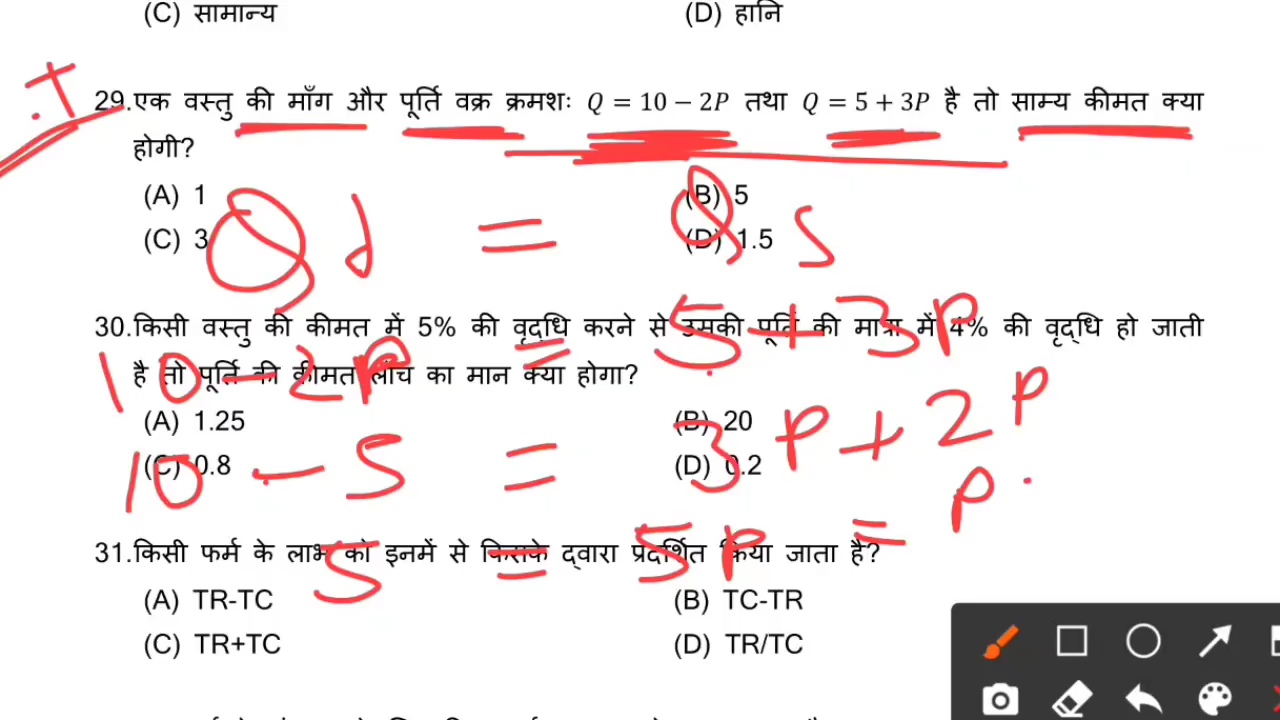 (C) सामान्य (D) हानि
.T
29.एक वस्तु की माँग और पूर्ति वक्र क्रमशः Q = 10 − 2P तथा Q = 5 + 3P है तो साम्य कीमत क्या
होगी?
(A) 1 (B) 5
(C) 3 (D) 1.5
Qd = Qs
30.किसी वस्तु की कीमत में 5% की वृद्धि करने से उसकी पूर्ति की मात्रा में 4% की वृद्धि हो जाती
10 − 2P = 5 + 3P
है तो पूर्ति की कीमत लोच का मान क्या होगा?
(A) 1.25 (B) 20
10 − 5 = 3P + 2P
(C) 0.8 (D) 0.2
5 = 5P = P
31.किसी फर्म के लाभ को इनमें से किसके द्वारा प्रदर्शित किया जाता है?
(A) TR-TC (B) TC-TR
(C) TR+TC (D) TR/TC